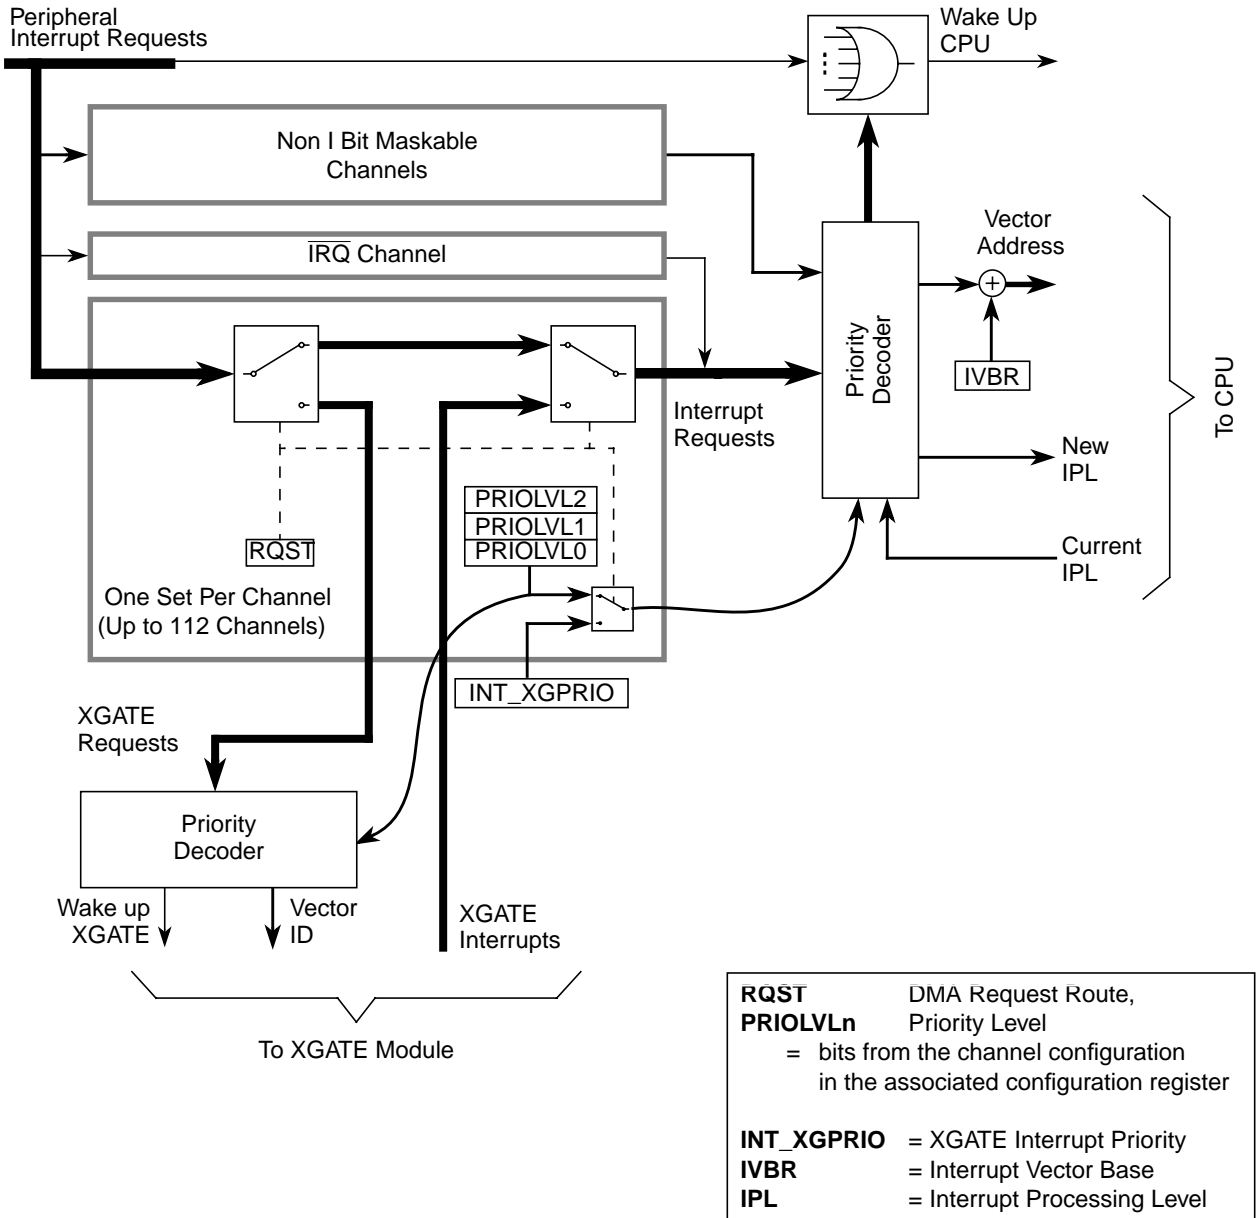 Peripheral
Interrupt Requests
Wake Up
CPU
Non I Bit Maskable
Channels
IRQ Channel
Vector
Address
Priority
Decoder
IVBR
To CPU
Interrupt
Requests
New
IPL
PRIOLVL2
PRIOLVL1
PRIOLVL0
RQST
Current
IPL
One Set Per Channel
(Up to 112 Channels)
INT_XGPRIO
XGATE
Requests
Priority
Decoder
Wake up
XGATE
Vector
ID
XGATE
Interrupts
To XGATE Module
RQST DMA Request Route,
PRIOLVLn Priority Level
= bits from the channel configuration
in the associated configuration register
INT_XGPRIO = XGATE Interrupt Priority
IVBR = Interrupt Vector Base
IPL = Interrupt Processing Level